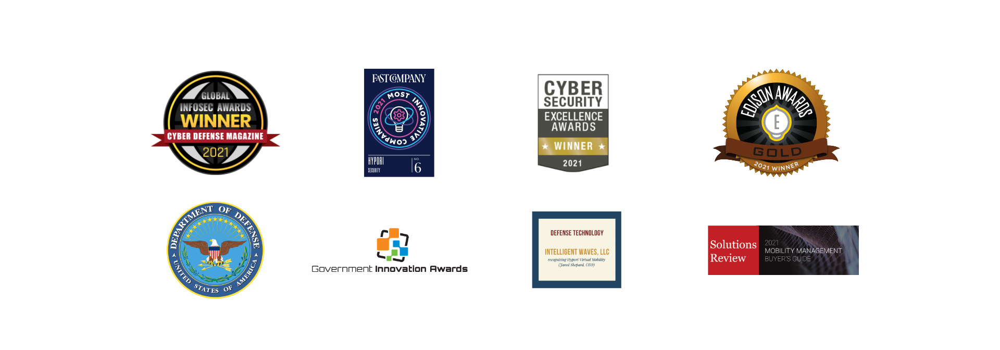 GLOBAL
INFOSEC AWARDS
WINNER
CYBER DEFENSE MAGAZINE
2021
FAST COMPANY
2021 MOST INNOVATIVE COMPANIES
HYPORI
SECURITY
NO.
6
CYBER
SECURITY
EXCELLENCE
AWARDS
★ WINNER ★
2021
EDISON AWARDS
E
GOLD
2021 WINNER
DEPARTMENT OF DEFENSE
UNITED STATES OF AMERICA
Government Innovation Awards
DEFENSE TECHNOLOGY
INTELLIGENT WAVES, LLC
recognizing Hypori Virtual Mobility
(Jared Shepard, CEO)
Solutions
Review
2021
MOBILITY MANAGEMENT
BUYER'S GUIDE